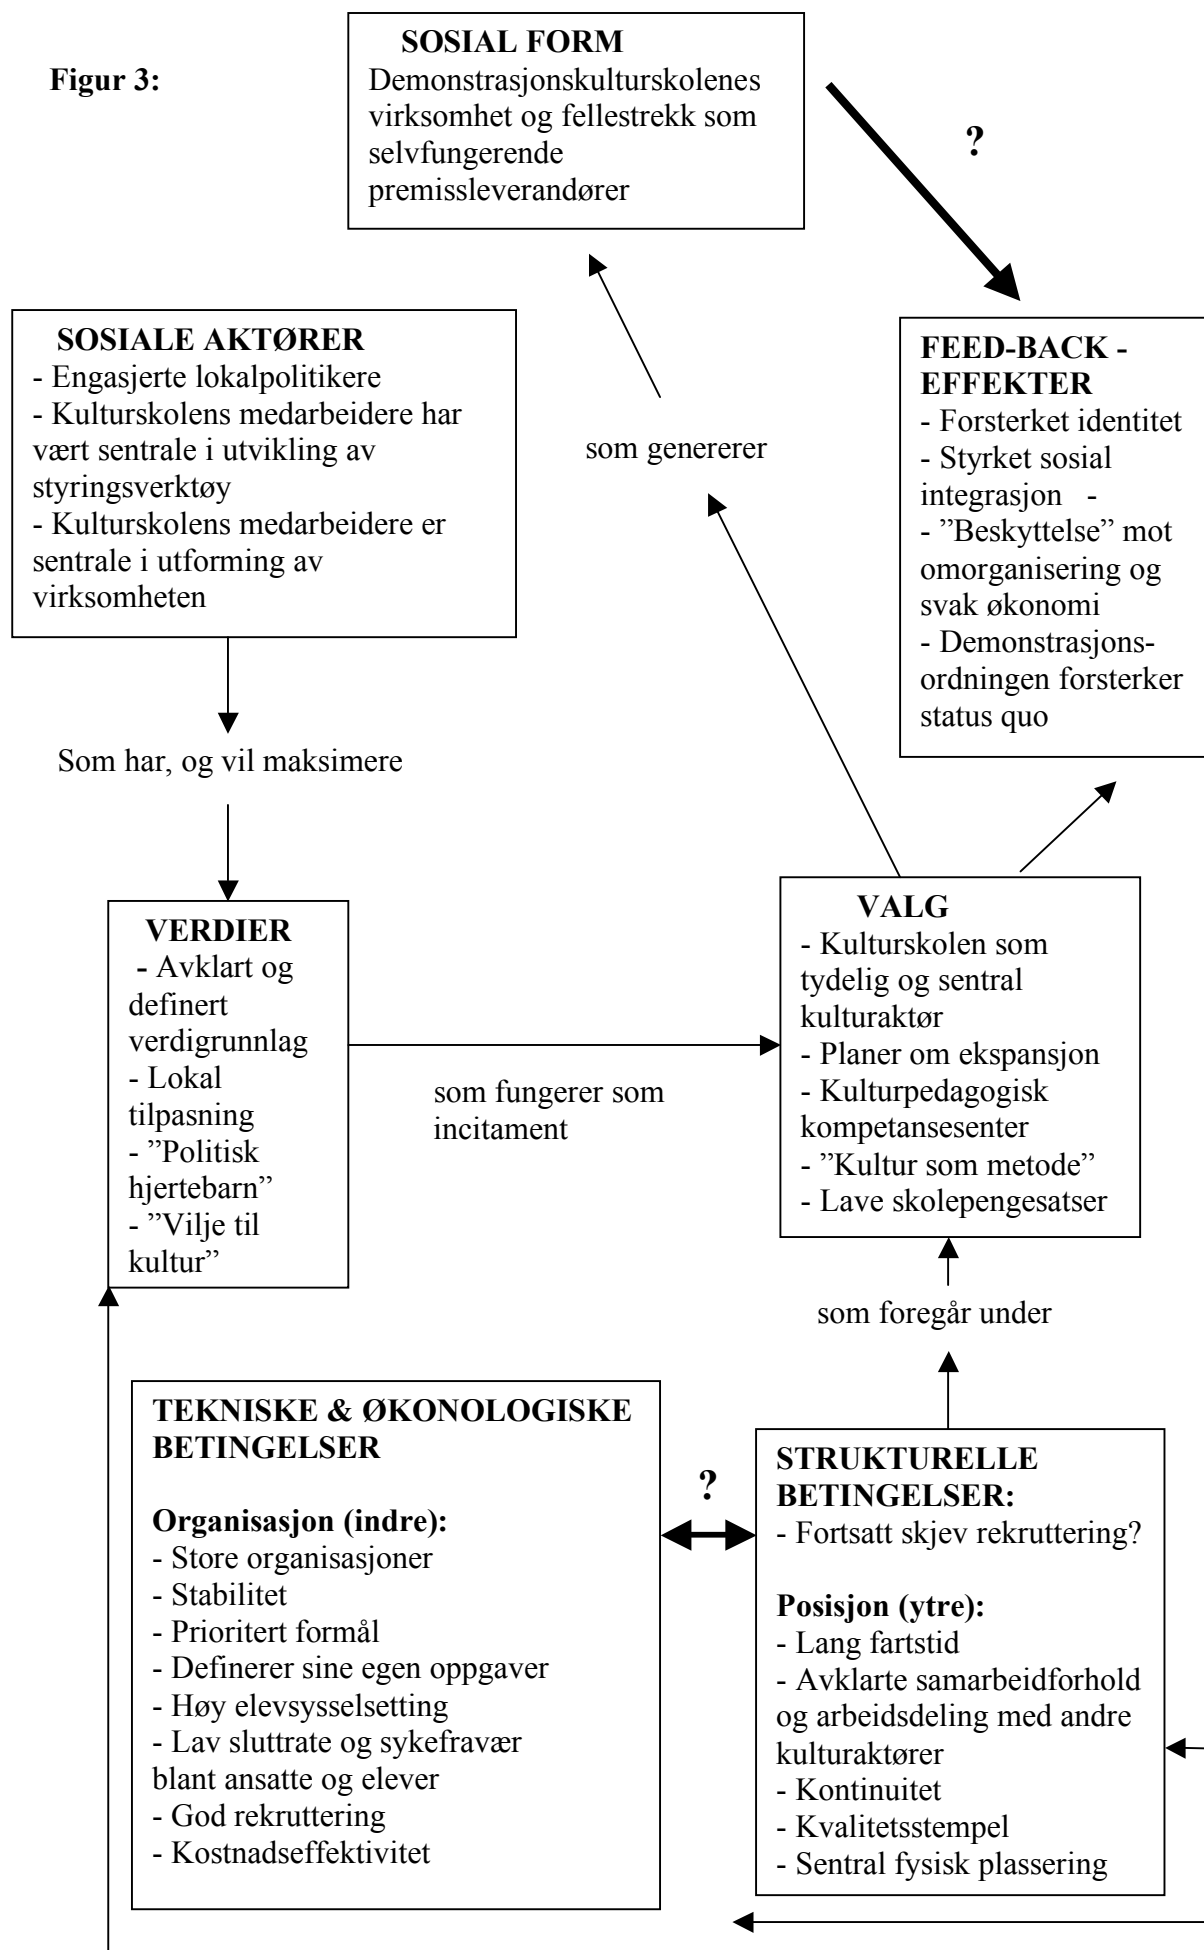 Figur 3:
SOSIAL FORM
Demonstrasjonskulturskolenes
virksomhet og fellestrekk som
selvfungerende
premissleverandører
?
SOSIALE AKTØRER
- Engasjerte lokalpolitikere
- Kulturskolens medarbeidere har
vært sentrale i utvikling av
styringsverktøy
- Kulturskolens medarbeidere er
sentrale i utforming av
virksomheten
som genererer
FEED-BACK -
EFFEKTER
- Forsterket identitet
- Styrket sosial
integrasjon -
- ”Beskyttelse” mot
omorganisering og
svak økonomi
- Demonstrasjons-
ordningen forsterker
status quo
Som har, og vil maksimere
VERDIER
- Avklart og
definert
verdigrunnlag
- Lokal
tilpasning
- ”Politisk
hjertebarn”
- ”Vilje til
kultur”
som fungerer som
incitament
VALG
- Kulturskolen som
tydelig og sentral
kulturaktør
- Planer om ekspansjon
- Kulturpedagogisk
kompetansesenter
- ”Kultur som metode”
- Lave skolepengesatser
som foregår under
TEKNISKE & ØKONOLOGISKE
BETINGELSER
Organisasjon (indre):
- Store organisasjoner
- Stabilitet
- Prioritert formål
- Definerer sine egen oppgaver
- Høy elevsysselsetting
- Lav sluttrate og sykefravær
blant ansatte og elever
- God rekruttering
- Kostnadseffektivitet
?
STRUKTURELLE
BETINGELSER:
- Fortsatt skjev rekruttering?
Posisjon (ytre):
- Lang fartstid
- Avklarte samarbeidforhold
og arbeidsdeling med andre
kulturaktører
- Kontinuitet
- Kvalitetsstempel
- Sentral fysisk plassering